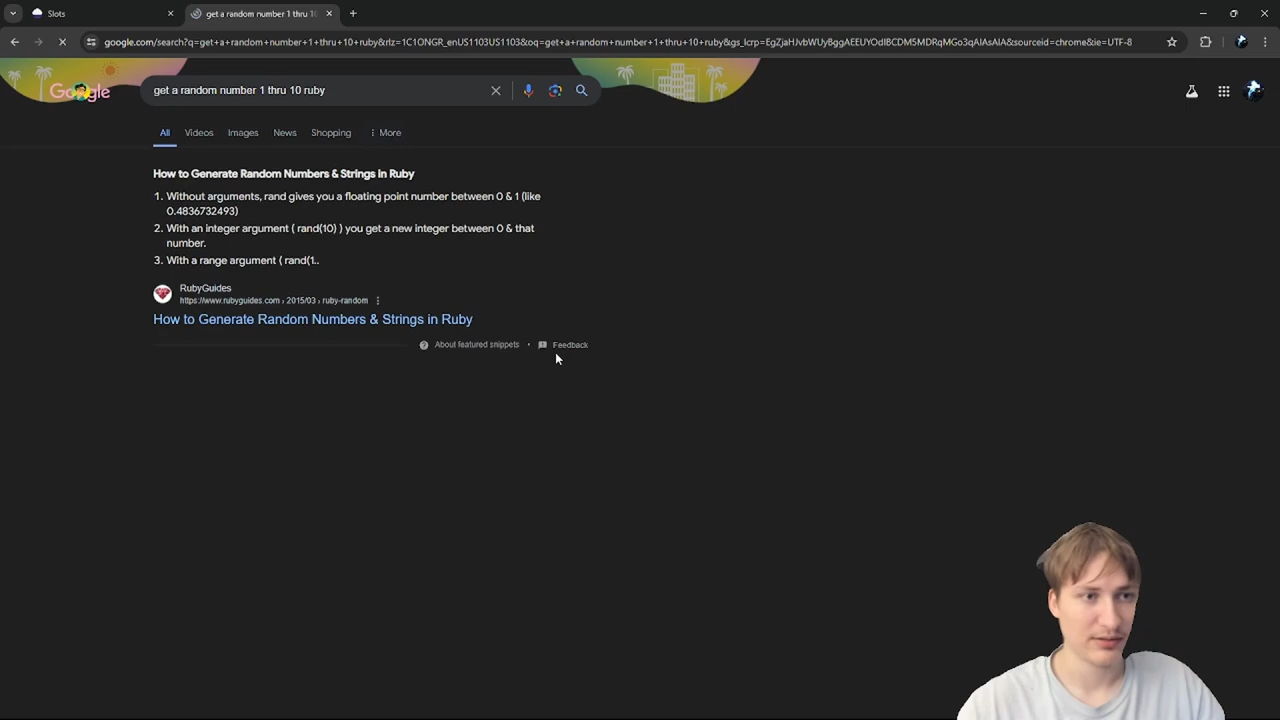 Slots
get a random number 1 thru 10
google.com/search?q=get+a+random+number+1+thru+10+ruby&rlz=1C1ONGR_enUS1103US1103&oq=get+a+random+number+1+thru+10+ruby&gs_lcrp=EgZjaHJvbWUyBggAEEUYOdIBCDM5MDRqMGo3qAIAsAIA&sourceid=chrome&ie=UTF-8
Google
get a random number 1 thru 10 ruby
All Videos Images News Shopping More
How to Generate Random Numbers & Strings in Ruby
1. Without arguments, rand gives you a floating point number between 0 & 1 (like
0.4836732493)
2. With an integer argument ( rand(10) ) you get a new integer between 0 & that
number.
3. With a range argument ( rand(1..
RubyGuides
https://www.rubyguides.com › 2015/03 › ruby-random
How to Generate Random Numbers & Strings in Ruby
About featured snippets • Feedback